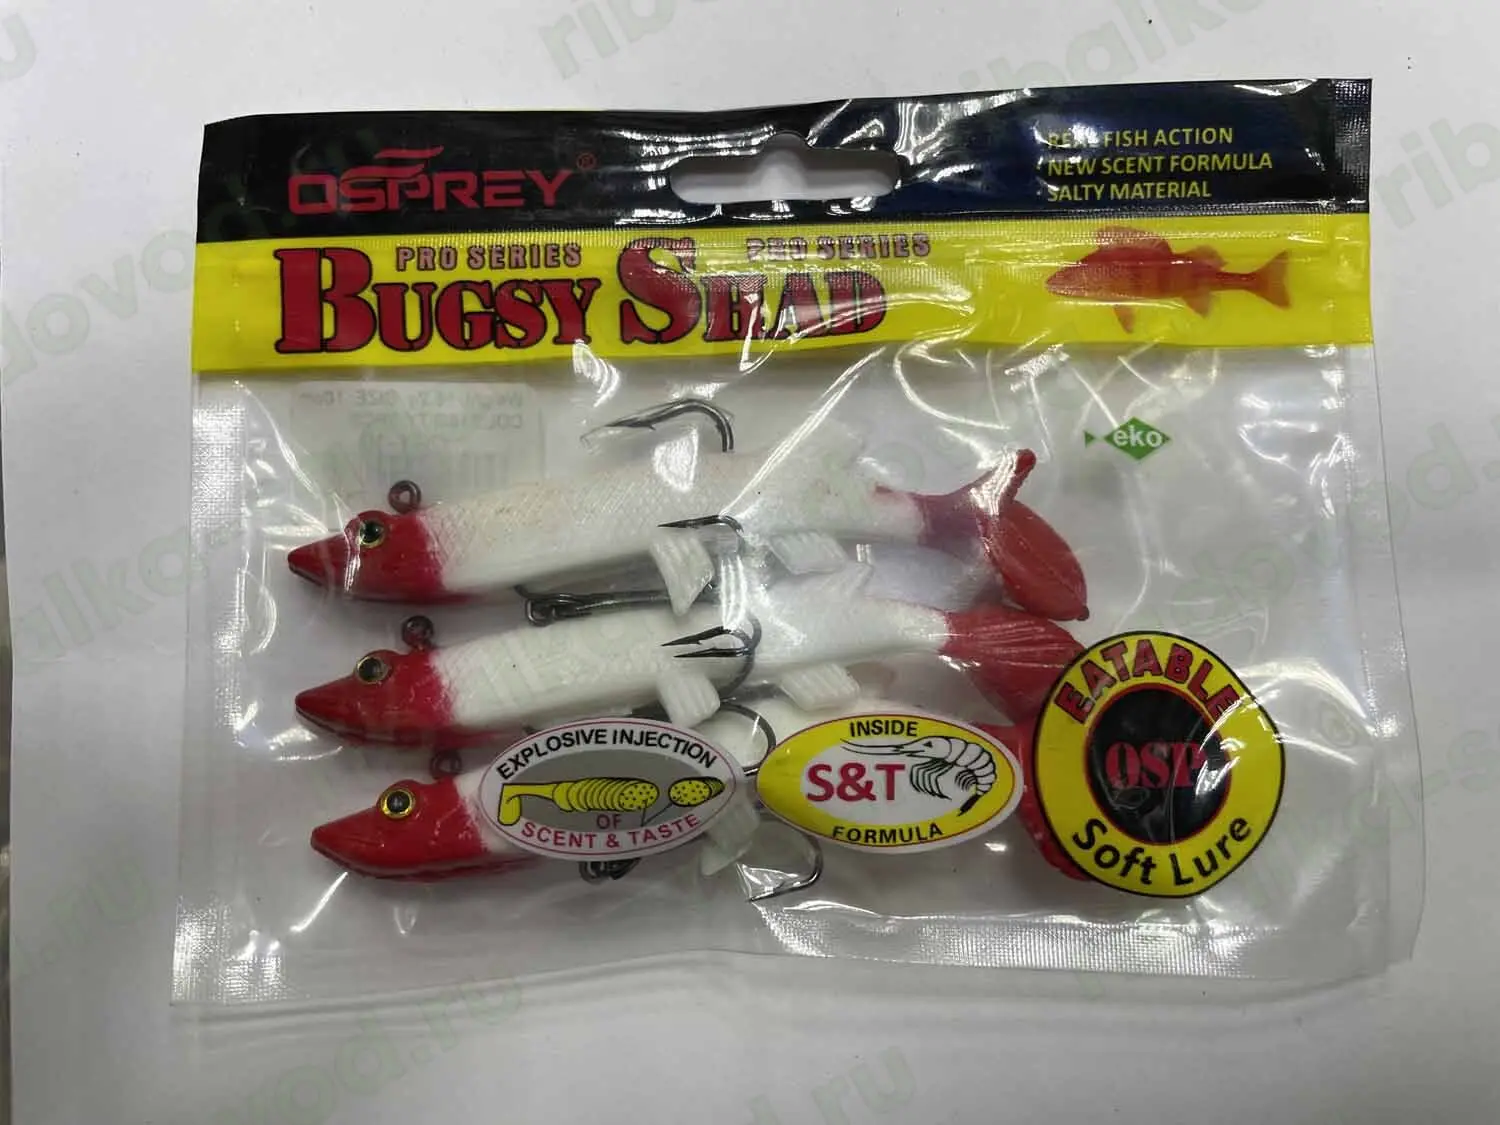 OSPREY®
REAL FISH ACTION
NEW SCENT FORMULA
SALTY MATERIAL
PRO SERIES PRO SERIES
BUGSY SHAD
eko
EXPLOSIVE INJECTION
OF
SCENT & TASTE
INSIDE
S&T
FORMULA
EATABLE
OSP
Soft Lure